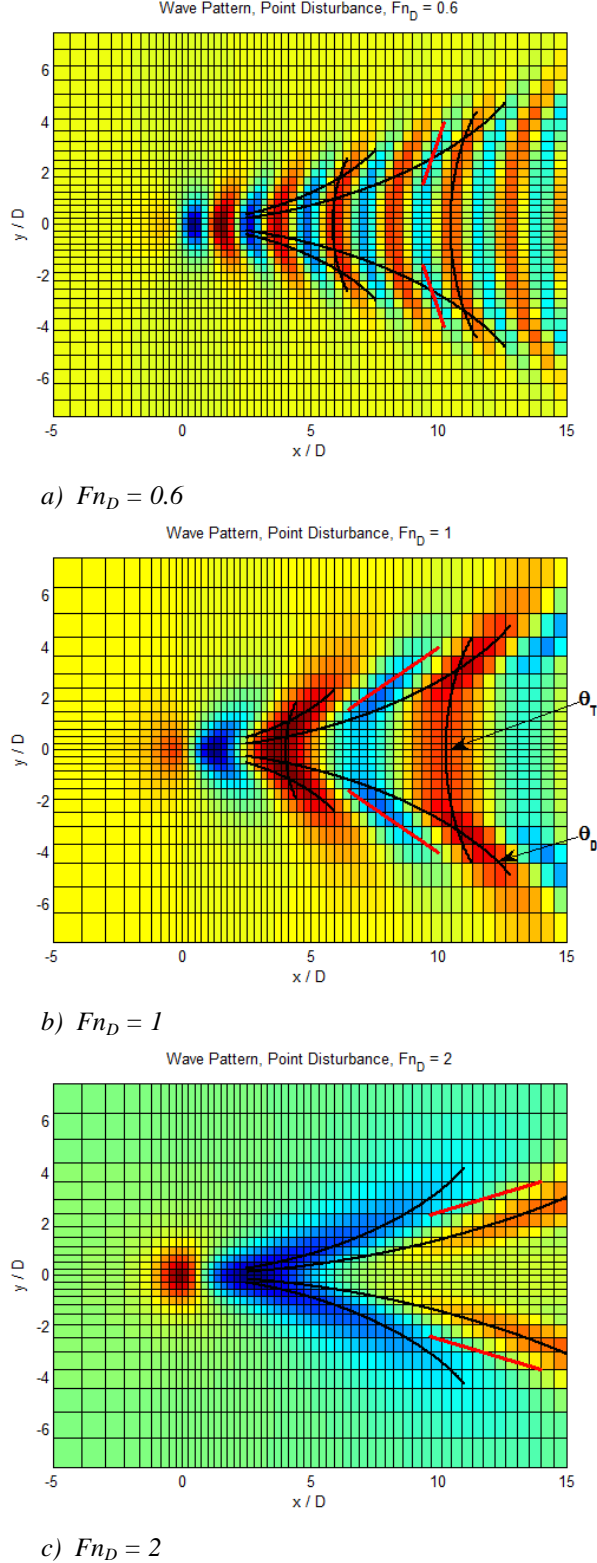 Wave Pattern, Point Disturbance, Fn_D = 0.6
6
4
2
0
-2
-4
-6
y / D
-5 0 5 10 15
x / D
a) Fn_D = 0.6
Wave Pattern, Point Disturbance, Fn_D = 1
6
4
2
0
-2
-4
-6
y / D
θ_T
θ_D
-5 0 5 10 15
x / D
b) Fn_D = 1
Wave Pattern, Point Disturbance, Fn_D = 2
6
4
2
0
-2
-4
-6
y / D
-5 0 5 10 15
x / D
c) Fn_D = 2